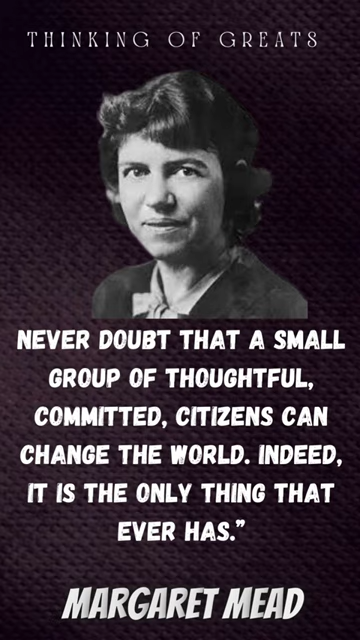 THINKING OF GREATS
NEVER DOUBT THAT A SMALL
GROUP OF THOUGHTFUL,
COMMITTED, CITIZENS CAN
CHANGE THE WORLD. INDEED,
IT IS THE ONLY THING THAT
EVER HAS.”
MARGARET MEAD